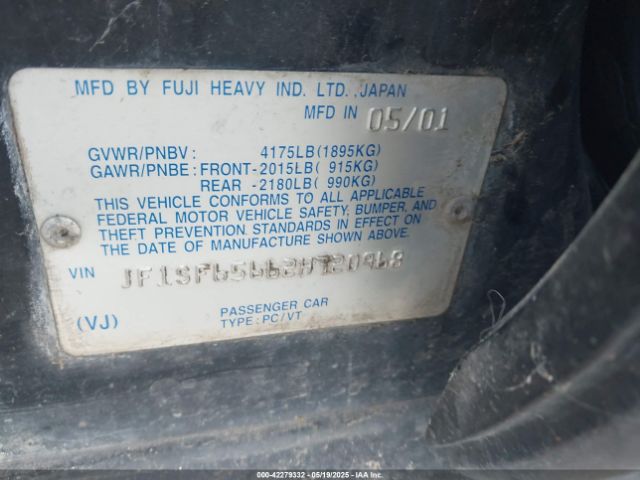 MFD BY FUJI HEAVY IND. LTD. JAPAN
MFD IN 05/01
GVWR/PNBV: 4175LB(1895KG)
GAWR/PNBE: FRONT-2015LB( 915KG)
REAR -2180LB( 990KG)
THIS VEHICLE CONFORMS TO ALL APPLICABLE
FEDERAL MOTOR VEHICLE SAFETY, BUMPER, AND
THEFT PREVENTION STANDARDS IN EFFECT ON
THE DATE OF MANUFACTURE SHOWN ABOVE.
VIN JF1SF65662H720968
(VJ) PASSENGER CAR
TYPE:PC/VT
000-42279332 - 05/19/2025 - IAAI.COM